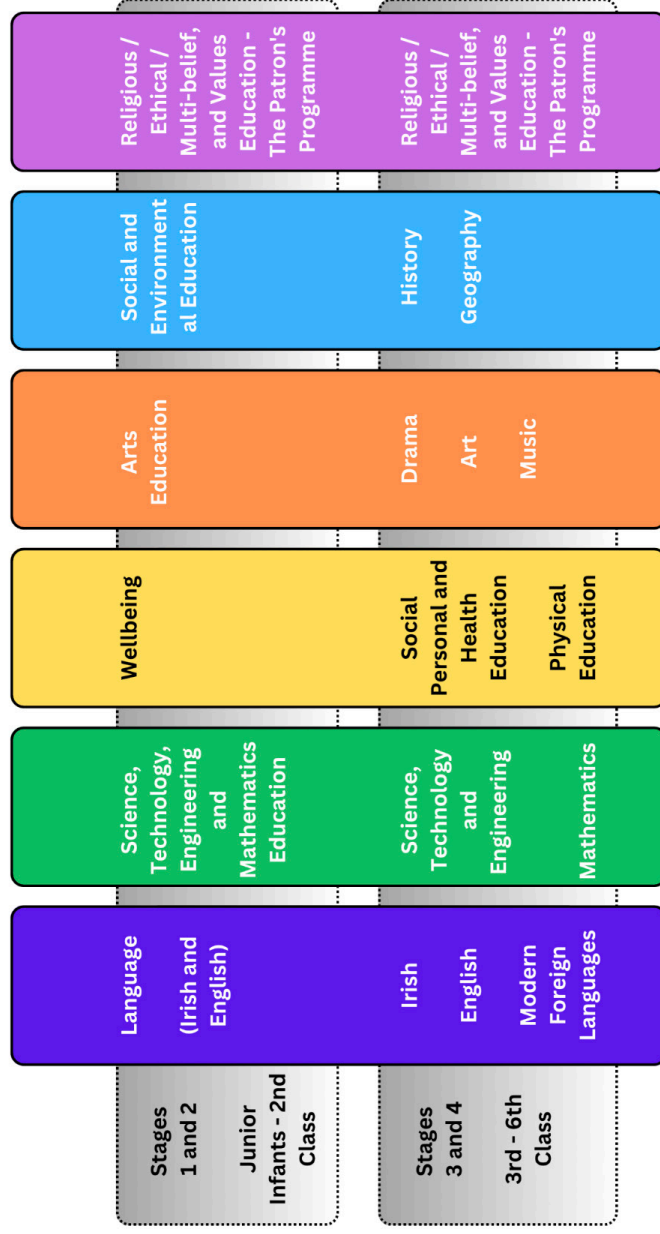 Stages
1 and 2
Junior
Infants - 2nd
Class
Language
(Irish and
English)
Science,
Technology,
Engineering
and
Mathematics
Education
Wellbeing
Arts
Education
Social and
Environment
al Education
Religious /
Ethical /
Multi-belief,
and Values
Education -
The Patron's
Programme
Stages
3 and 4
3rd - 6th
Class
Irish
English
Modern
Foreign
Languages
Science,
Technology
and
Engineering
Mathematics
Social
Personal and
Health
Education
Physical
Education
Drama
Art
Music
History
Geography
Religious /
Ethical /
Multi-belief,
and Values
Education -
The Patron's
Programme